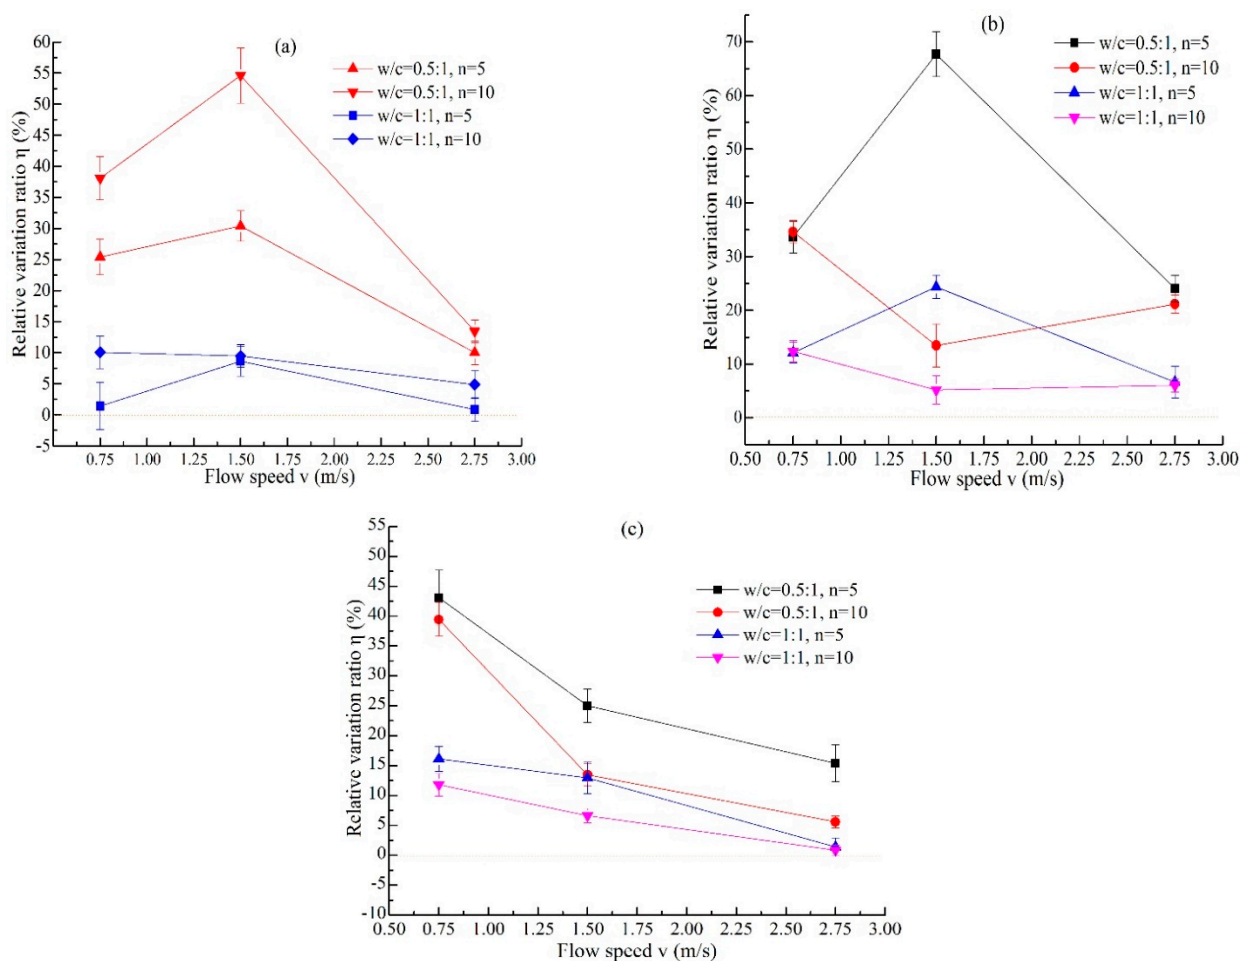 (a)
60
55
50
45
40
35
30
25
20
15
10
5
0
-5
Relative variation ratio η (%)
w/c=0.5:1, n=5
w/c=0.5:1, n=10
w/c=1:1, n=5
w/c=1:1, n=10
0.75 1.00 1.25 1.50 1.75 2.00 2.25 2.50 2.75 3.00
Flow speed v (m/s)
(b)
70
60
50
40
30
20
10
0
Relative variation ratio η (%)
w/c=0.5:1, n=5
w/c=0.5:1, n=10
w/c=1:1, n=5
w/c=1:1, n=10
0.50 0.75 1.00 1.25 1.50 1.75 2.00 2.25 2.50 2.75 3.00
Flow speed v (m/s)
(c)
55
50
45
40
35
30
25
20
15
10
5
0
-5
-10
Relative variation ratio η (%)
w/c=0.5:1, n=5
w/c=0.5:1, n=10
w/c=1:1, n=5
w/c=1:1, n=10
0.50 0.75 1.00 1.25 1.50 1.75 2.00 2.25 2.50 2.75 3.00
Flow speed v (m/s)